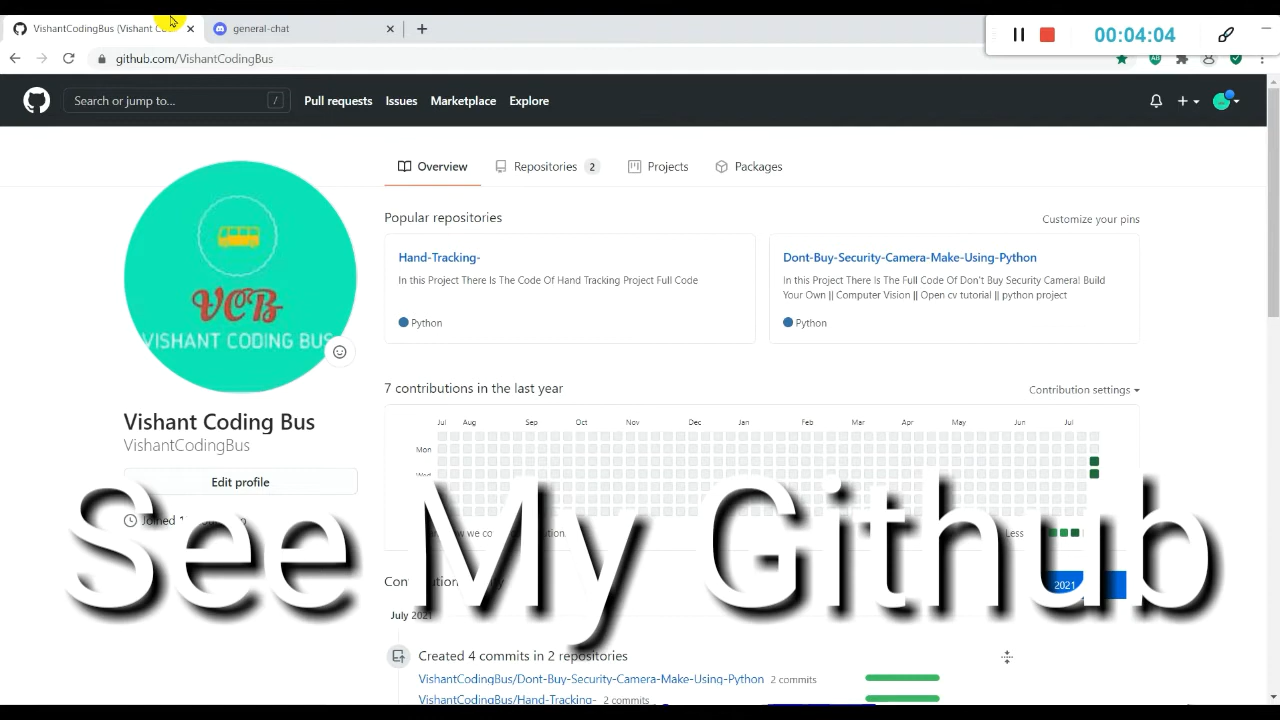 VishantCodingBus (Vishant Co
general-chat
00:04:04
github.com/VishantCodingBus
Search or jump to...
/
Pull requests
Issues
Marketplace
Explore
Overview
Repositories 2
Projects
Packages
Popular repositories
Customize your pins
Hand-Tracking-
In this Project There Is The Code Of Hand Tracking Project Full Code
Python
Dont-Buy-Security-Camera-Make-Using-Python
In this Project There Is The Full Code Of Don't Buy Security Camera! Build
Your Own || Computer Vision || Open cv tutorial || python project
Python
VCB
VISHANT CODING BUS
Vishant Coding Bus
VishantCodingBus
Edit profile
Joined
7 contributions in the last year
Contribution settings
Jul Aug Sep Oct Nov Dec Jan Feb Mar Apr May Jun Jul
Mon
Less
See My Github
2021
July 2021
Created 4 commits in 2 repositories
VishantCodingBus/Dont-Buy-Security-Camera-Make-Using-Python 2 commits
VishantCodingBus/Hand-Tracking- 2 commits